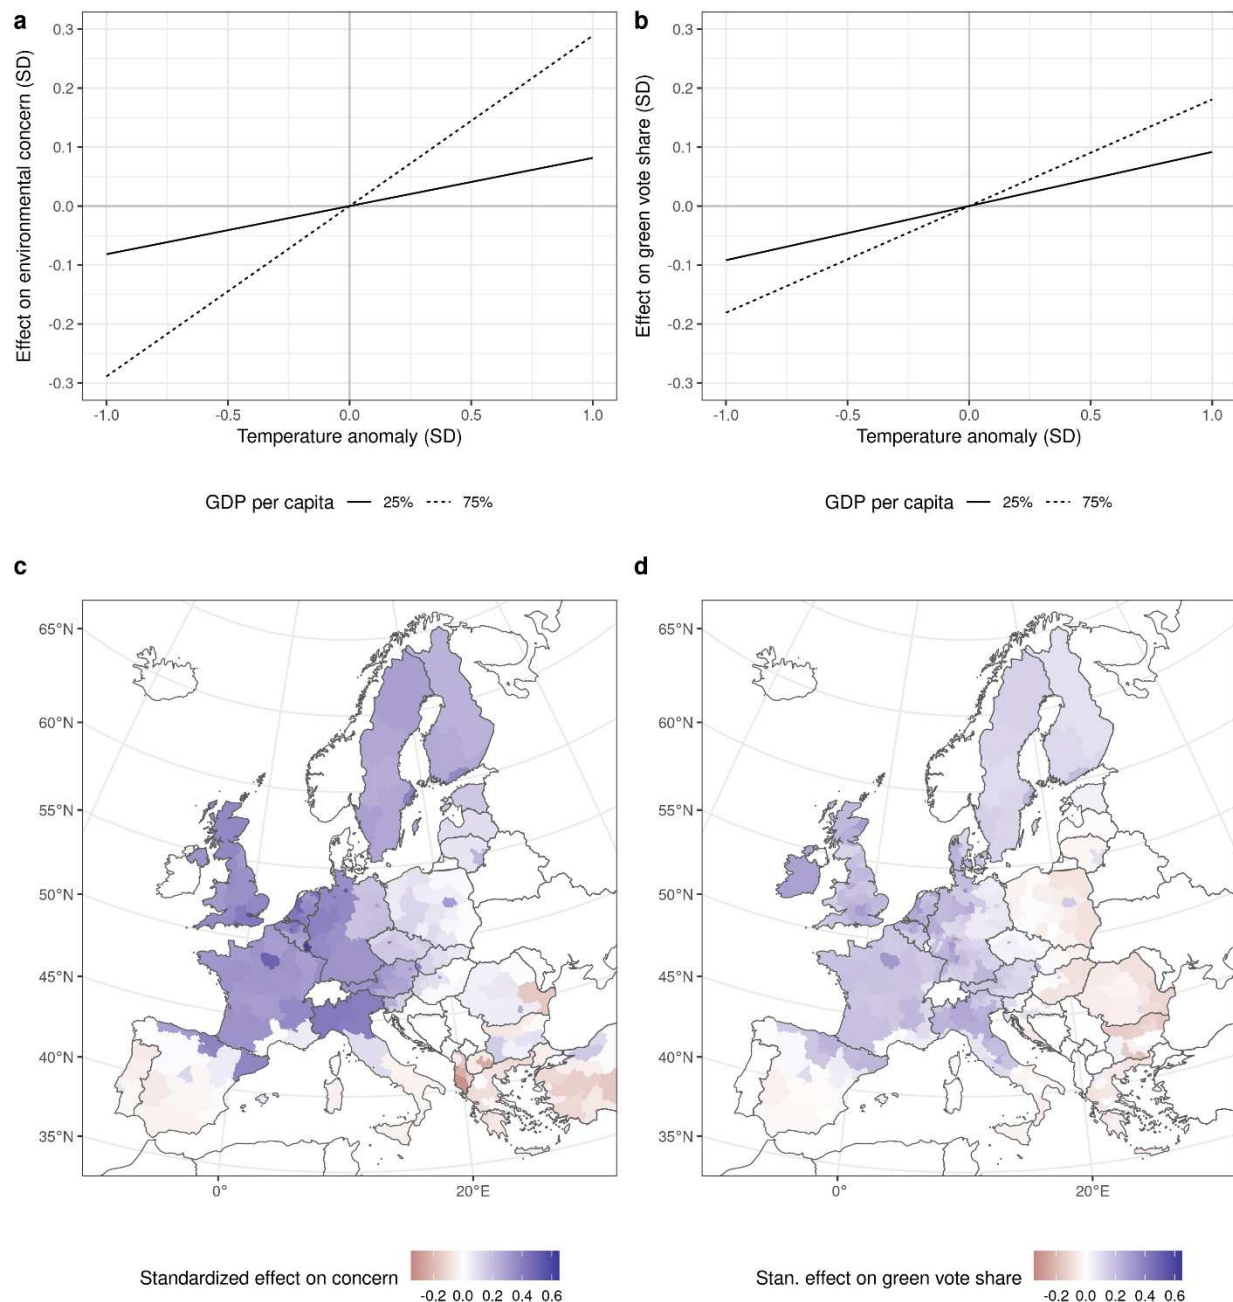 a
Effect on environmental concern (SD)
0.3
0.2
0.1
0.0
-0.1
-0.2
-0.3
-1.0 -0.5 0.0 0.5 1.0
Temperature anomaly (SD)
GDP per capita 25% 75%
b
Effect on green vote share (SD)
0.3
0.2
0.1
0.0
-0.1
-0.2
-0.3
-1.0 -0.5 0.0 0.5 1.0
Temperature anomaly (SD)
GDP per capita 25% 75%
c
65°N
60°N
55°N
50°N
45°N
40°N
35°N
0° 20°E
Standardized effect on concern
-0.2 0.0 0.2 0.4 0.6
d
65°N
60°N
55°N
50°N
45°N
40°N
35°N
0° 20°E
Stan. effect on green vote share
-0.2 0.0 0.2 0.4 0.6